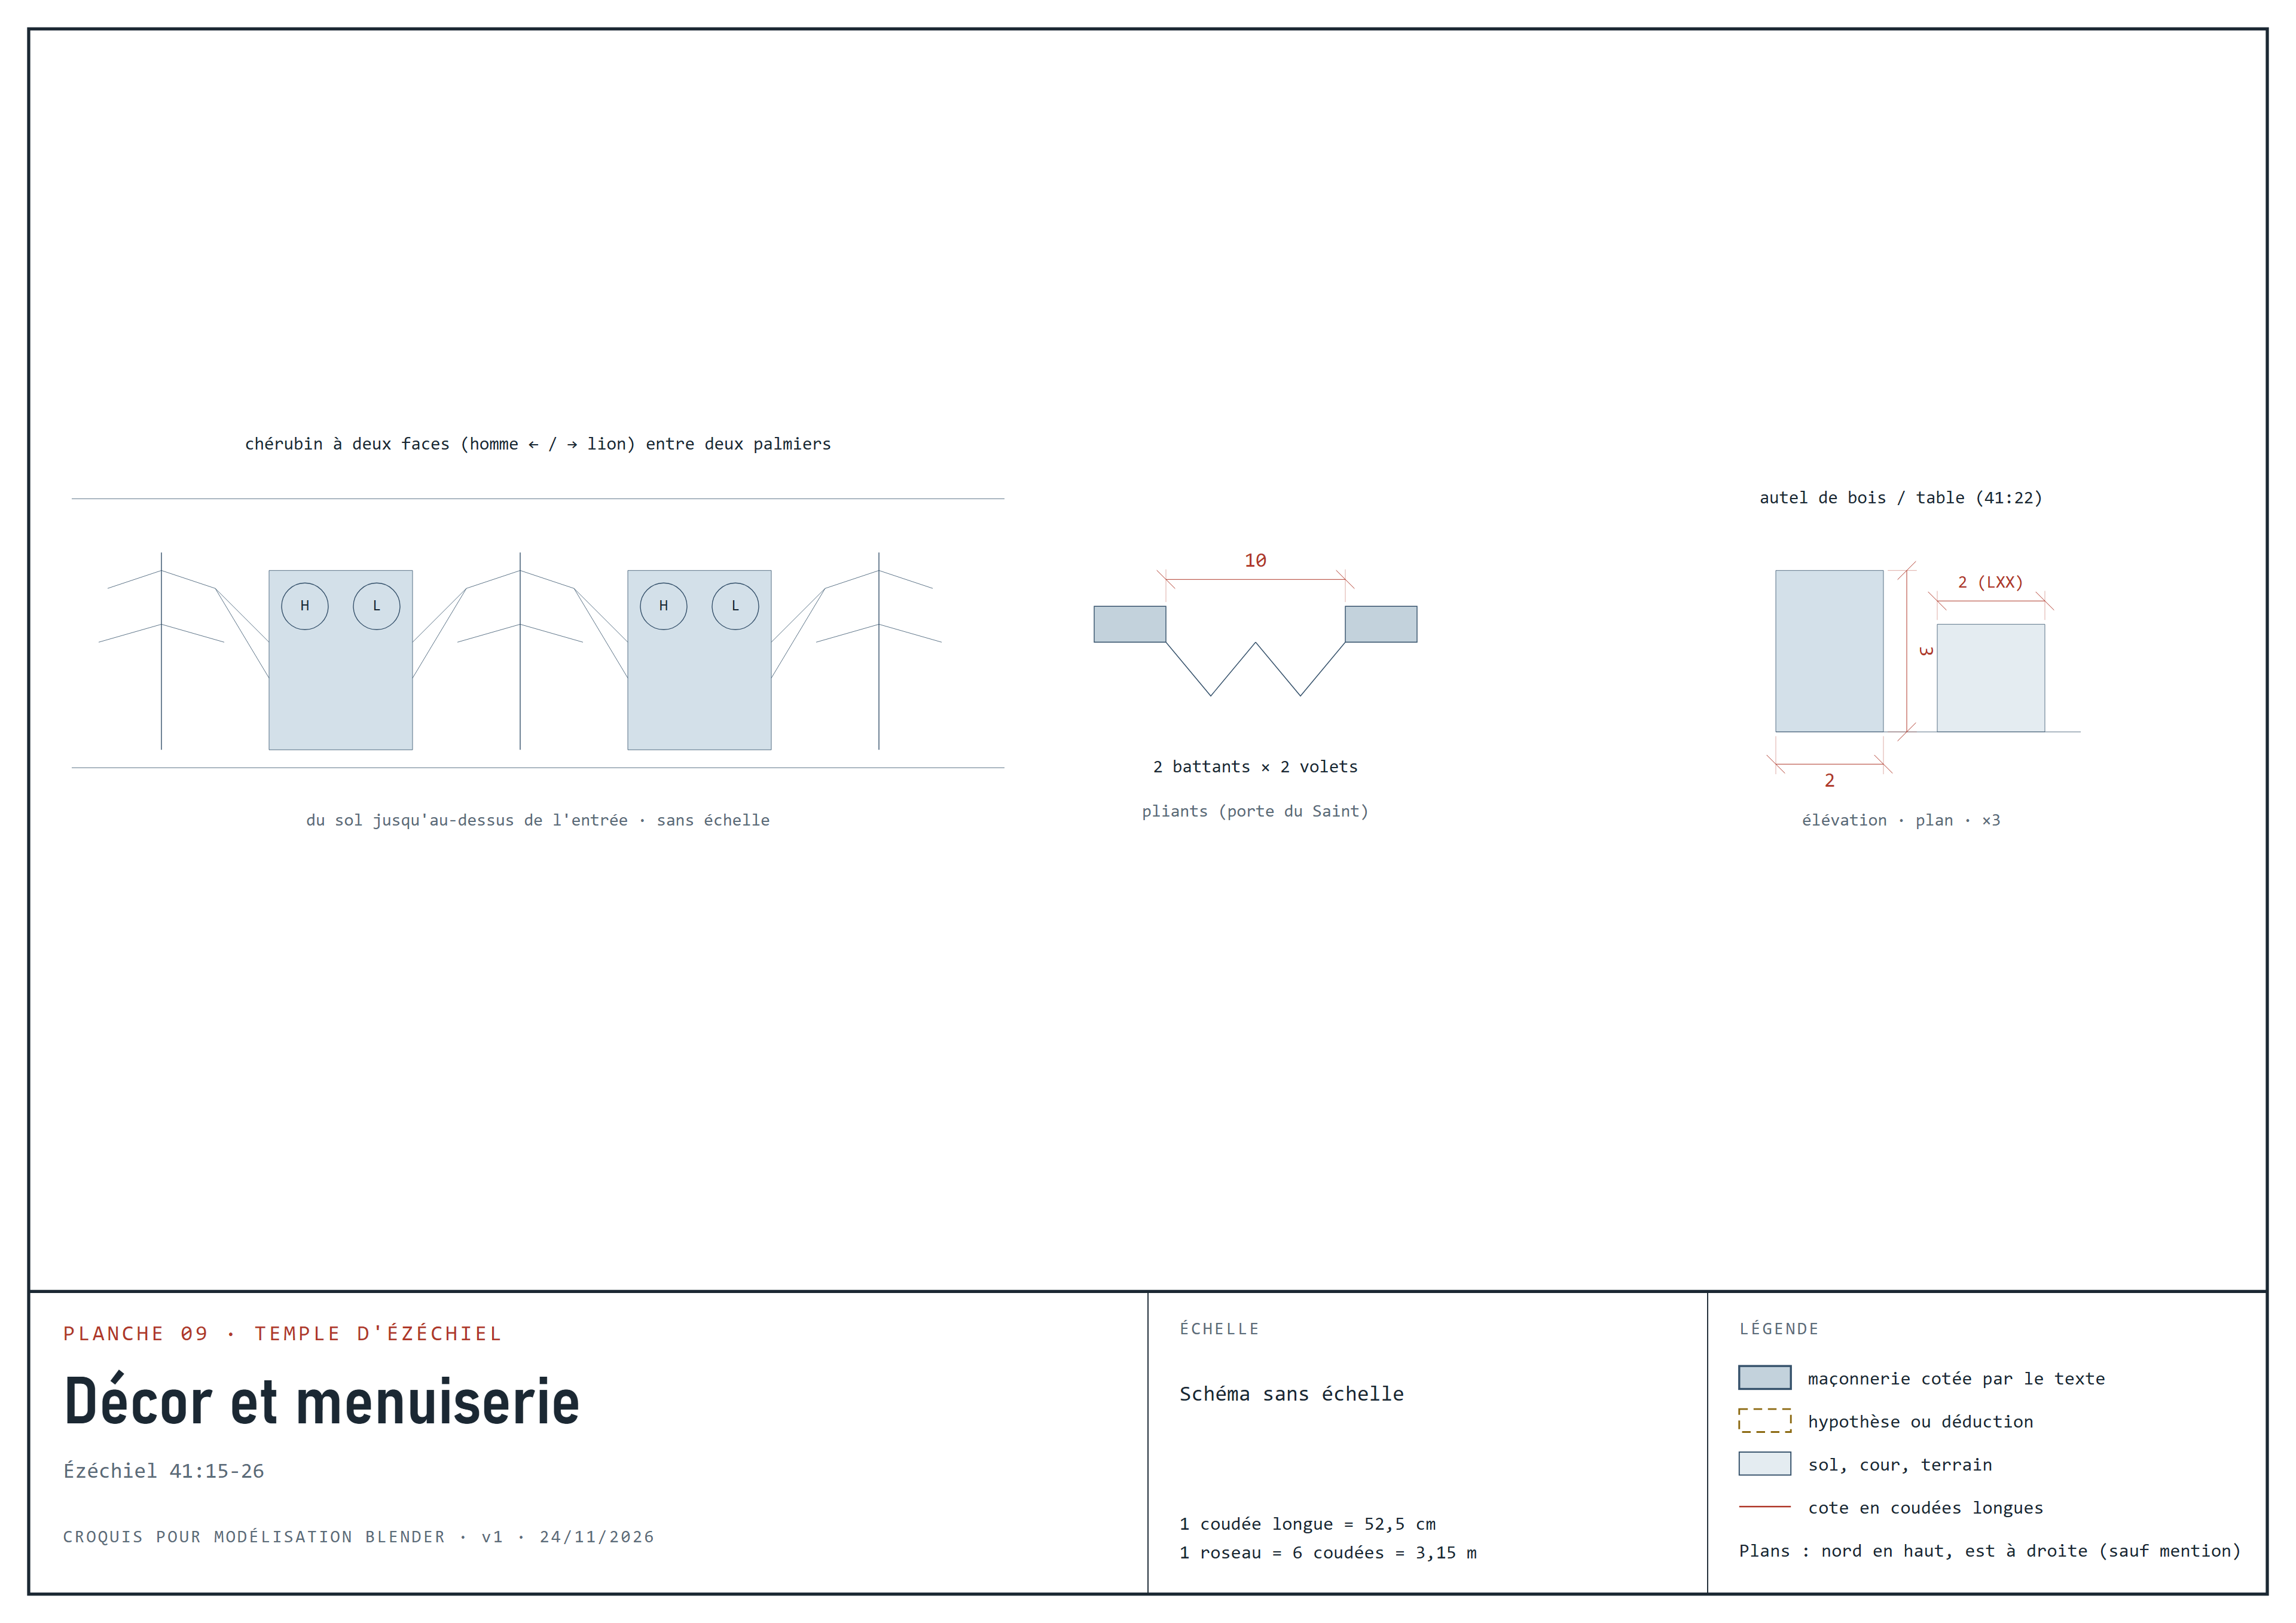 chérubin à deux faces (homme ← / → lion) entre deux palmiers
H
L
H
L
du sol jusqu'au-dessus de l'entrée · sans échelle
10
2 battants × 2 volets
pliants (porte du Saint)
autel de bois / table (41:22)
2 (LXX)
3
2
élévation · plan · ×3
PLANCHE 09 · TEMPLE D'ÉZÉCHIEL
Décor et menuiserie
Ézéchiel 41:15-26
CROQUIS POUR MODÉLISATION BLENDER · v1 · 24/11/2026
ÉCHELLE
Schéma sans échelle
1 coudée longue = 52,5 cm
1 roseau = 6 coudées = 3,15 m
LÉGENDE
maçonnerie cotée par le texte
hypothèse ou déduction
sol, cour, terrain
cote en coudées longues
Plans : nord en haut, est à droite (sauf mention)